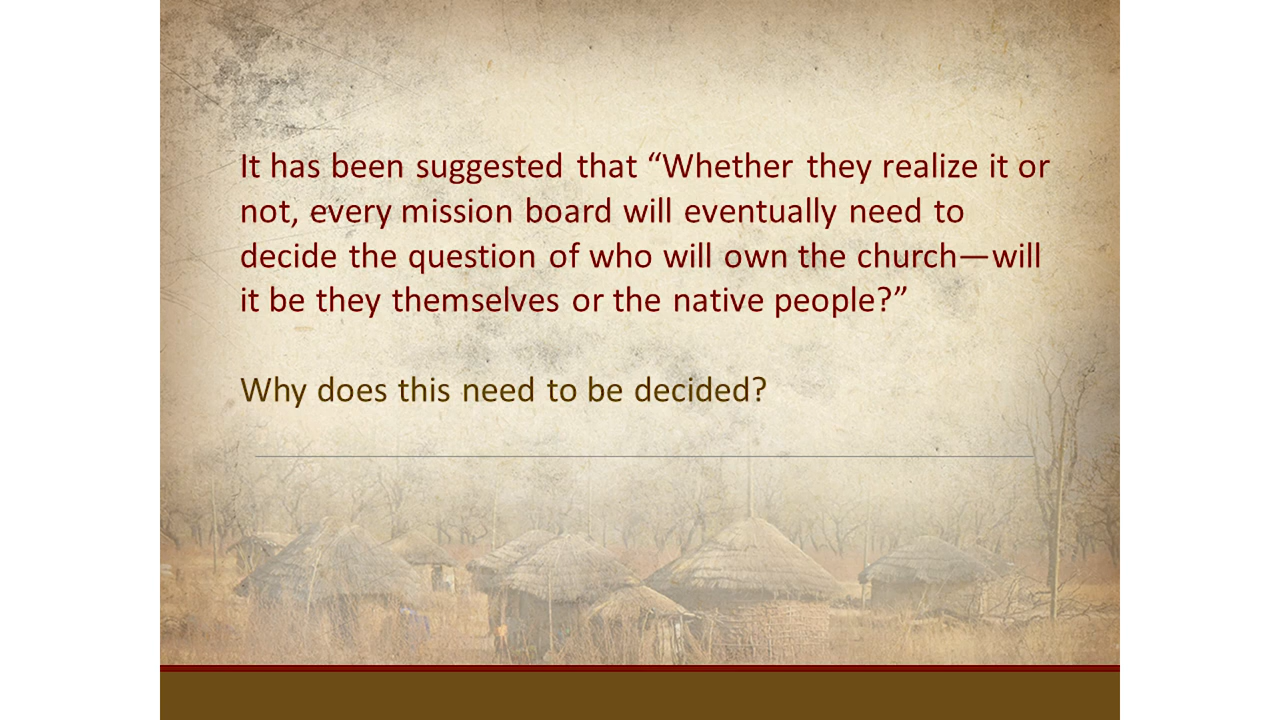 It has been suggested that “Whether they realize it or
not, every mission board will eventually need to
decide the question of who will own the church—will
it be they themselves or the native people?”
Why does this need to be decided?